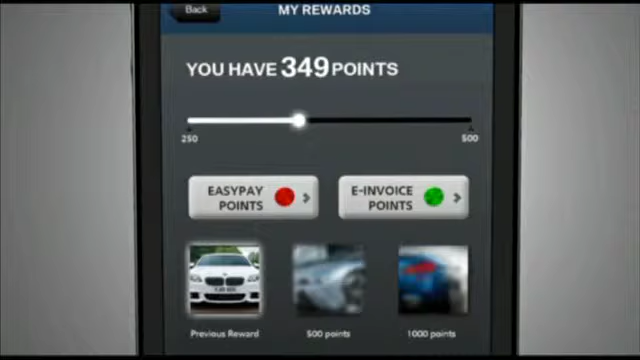 Back
MY REWARDS
YOU HAVE 349 POINTS
250
500
EASYPAY
POINTS
E-INVOICE
POINTS
Previous Reward
500 points
1000 points